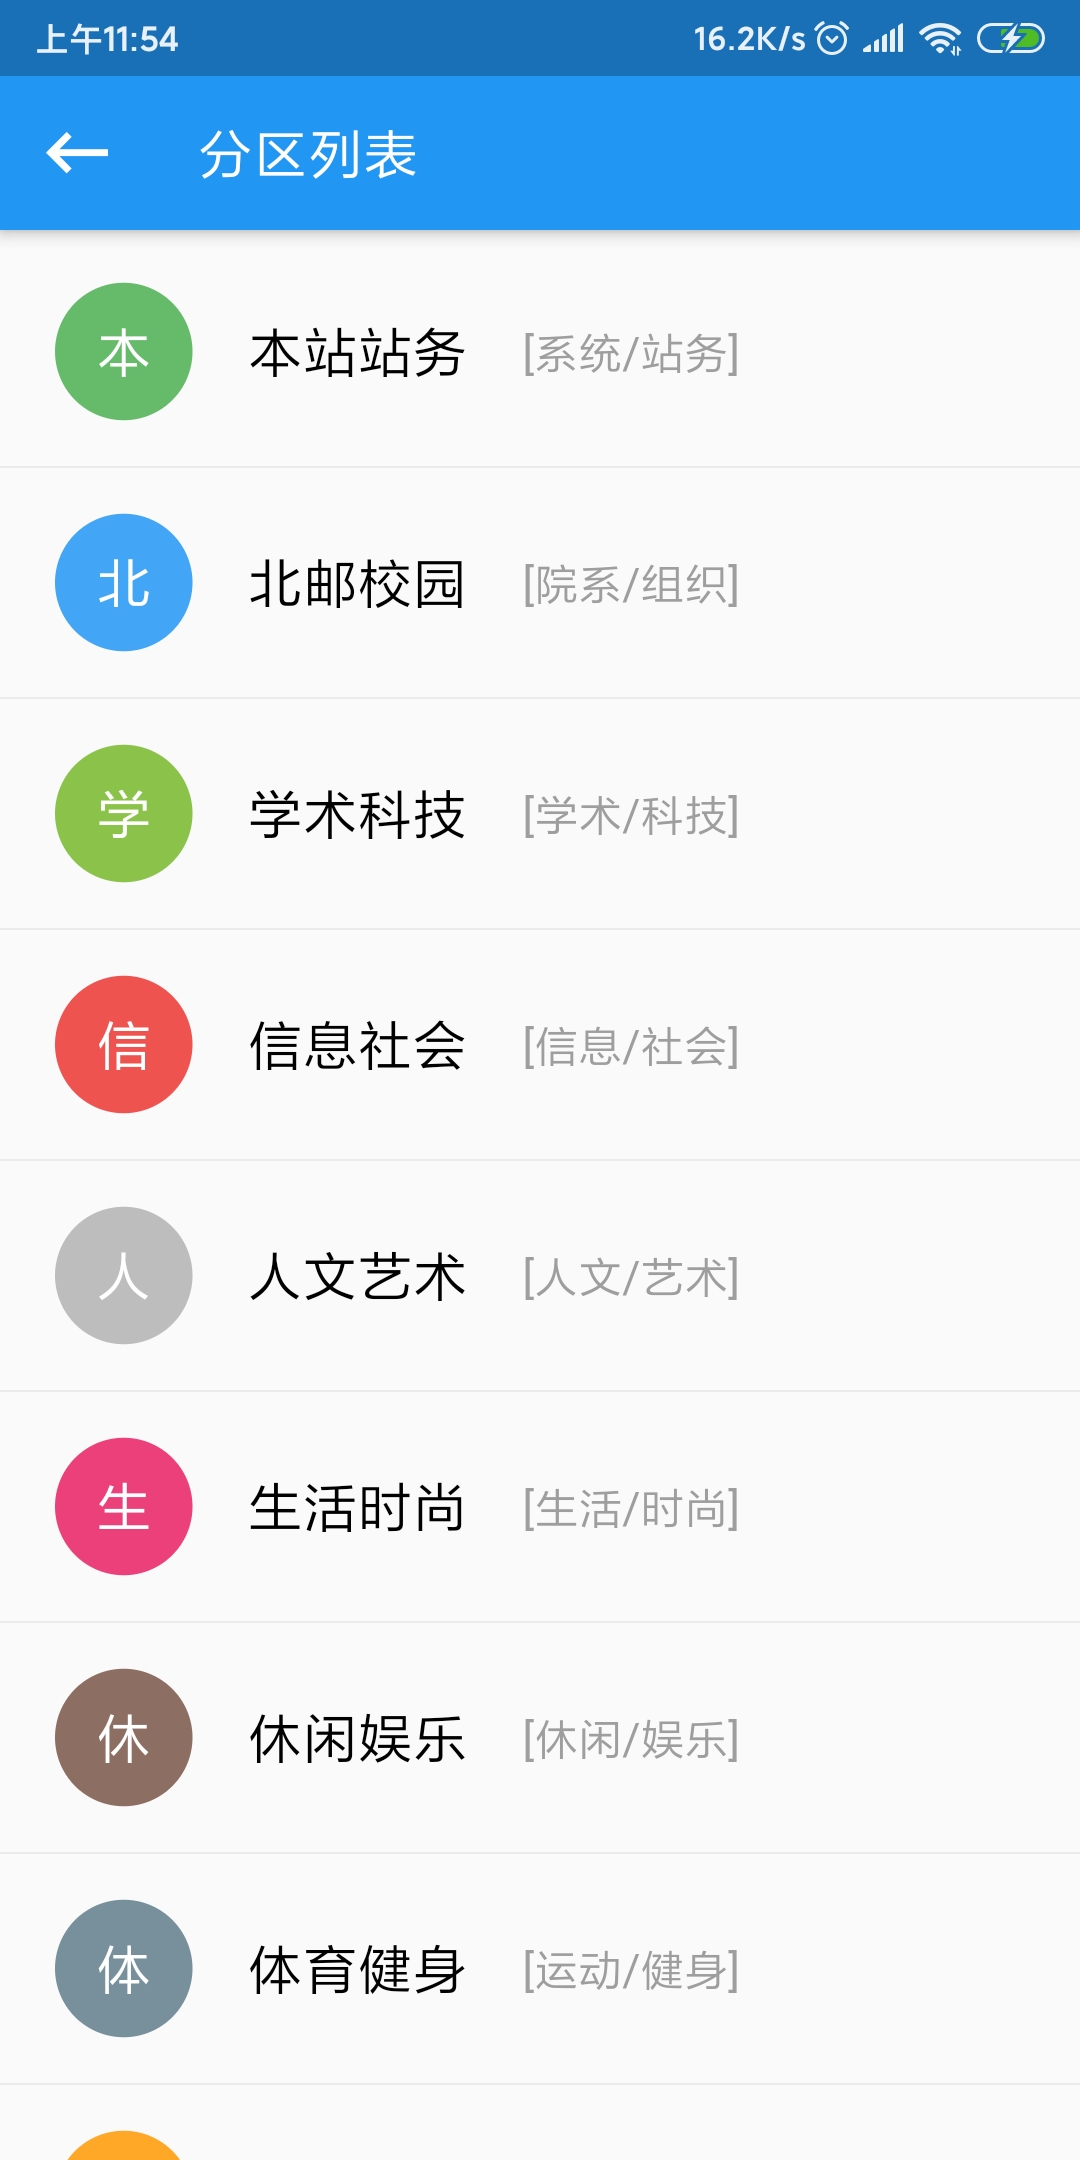 上午11:54 16.2K/s
分区列表
本 本站站务 [系统/站务]
北 北邮校园 [院系/组织]
学 学术科技 [学术/科技]
信 信息社会 [信息/社会]
人 人文艺术 [人文/艺术]
生 生活时尚 [生活/时尚]
休 休闲娱乐 [休闲/娱乐]
体 体育健身 [运动/健身]